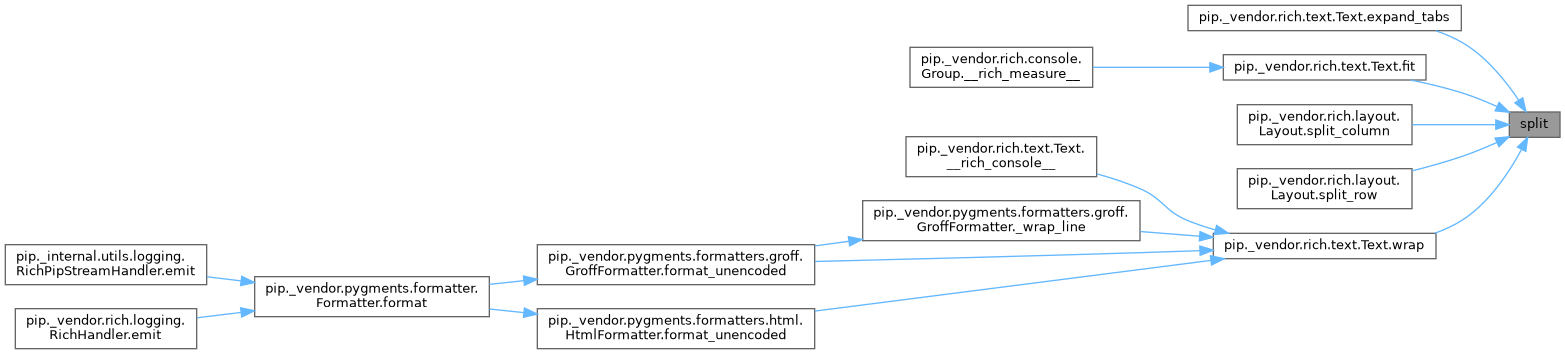 pip._vendor.rich.text.Text.expand_tabs
pip._vendor.rich.console.
Group.__rich_measure__
pip._vendor.rich.text.Text.fit
pip._vendor.rich.layout.
Layout.split_column
split
pip._vendor.rich.text.Text.
__rich_console__
pip._vendor.rich.layout.
Layout.split_row
pip._vendor.pygments.formatters.groff.
GroffFormatter._wrap_line
pip._vendor.rich.text.Text.wrap
pip._internal.utils.logging.
RichPipStreamHandler.emit
pip._vendor.pygments.formatters.groff.
GroffFormatter.format_unencoded
pip._vendor.pygments.formatter.
Formatter.format
pip._vendor.rich.logging.
RichHandler.emit
pip._vendor.pygments.formatters.html.
HtmlFormatter.format_unencoded